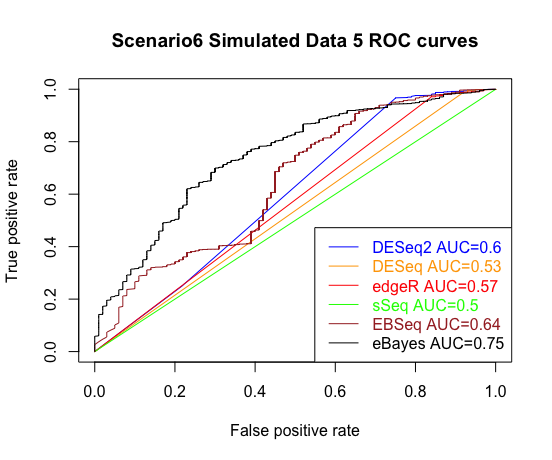 Scenario6 Simulated Data 5 ROC curves
True positive rate
1.0
0.8
0.6
0.4
0.2
0.0
DESeq2 AUC=0.6
DESeq AUC=0.53
edgeR AUC=0.57
sSeq AUC=0.5
EBSeq AUC=0.64
eBayes AUC=0.75
0.0 0.2 0.4 0.6 0.8 1.0
False positive rate